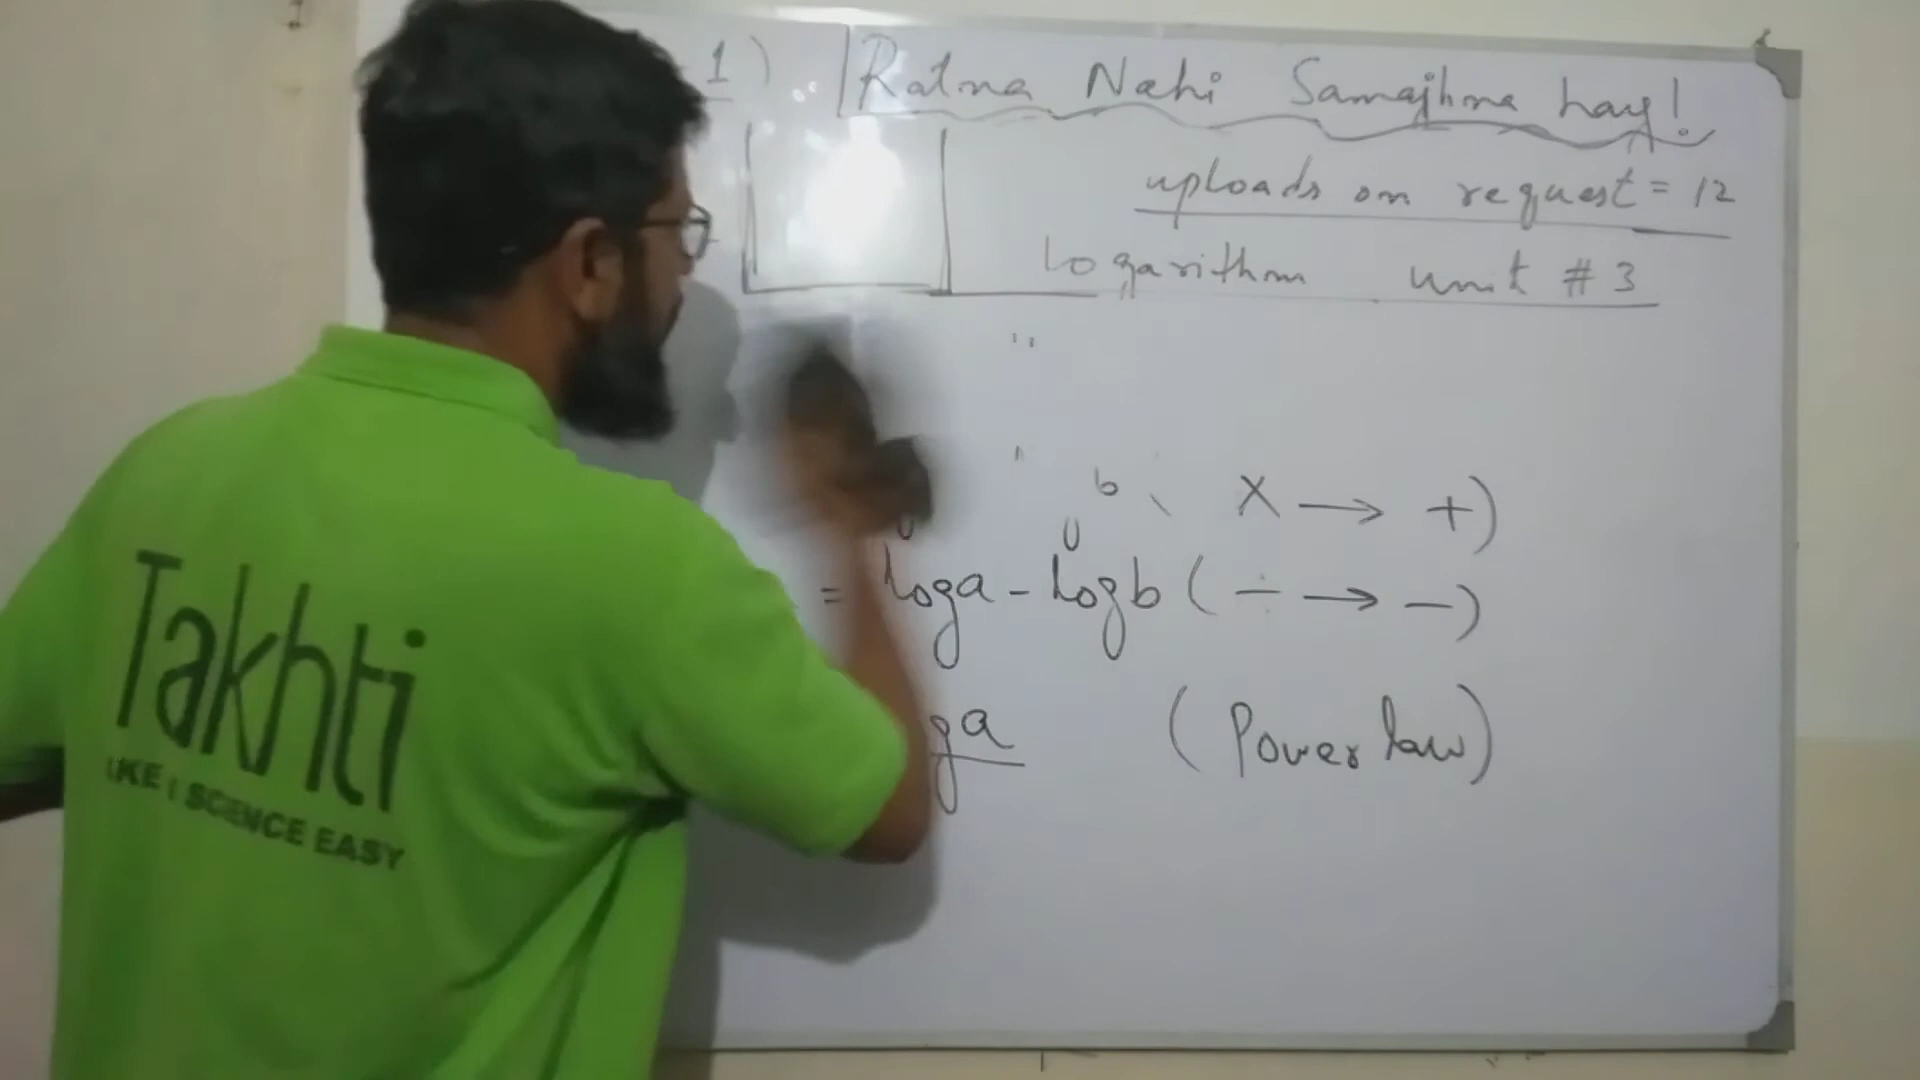 1)
Ratna Nahi Samajhna hay!
uploads on request = 12
Logarithm unit # 3
b X → +)
= Loga - Logb ( ÷ → -)
ga (Power law)
Takhti
SCIENCE EASY